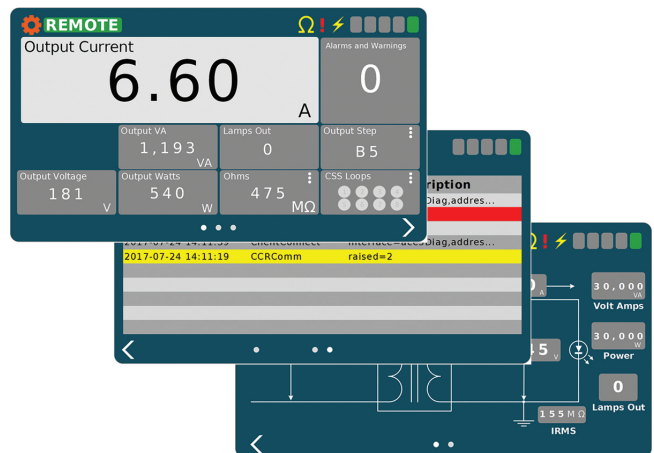 REMOTE
Ω ! 
Output Current
6.60
A
Alarms and Warnings
0
Output VA
1,193
VA
Lamps Out
0
Output Step
B5
Output Voltage
181
V
Output Watts
540
W
Ohms
475
MΩ
CSS Loops
ription
Diag,addres...
Diag,addres...
2017-07-24 14:11:19 CCRComm raised=2
Ω !
A
30,000
VA
Volt Amps
45
V
30,000
W
Power
0
Lamps Out
155 MΩ
IRMS